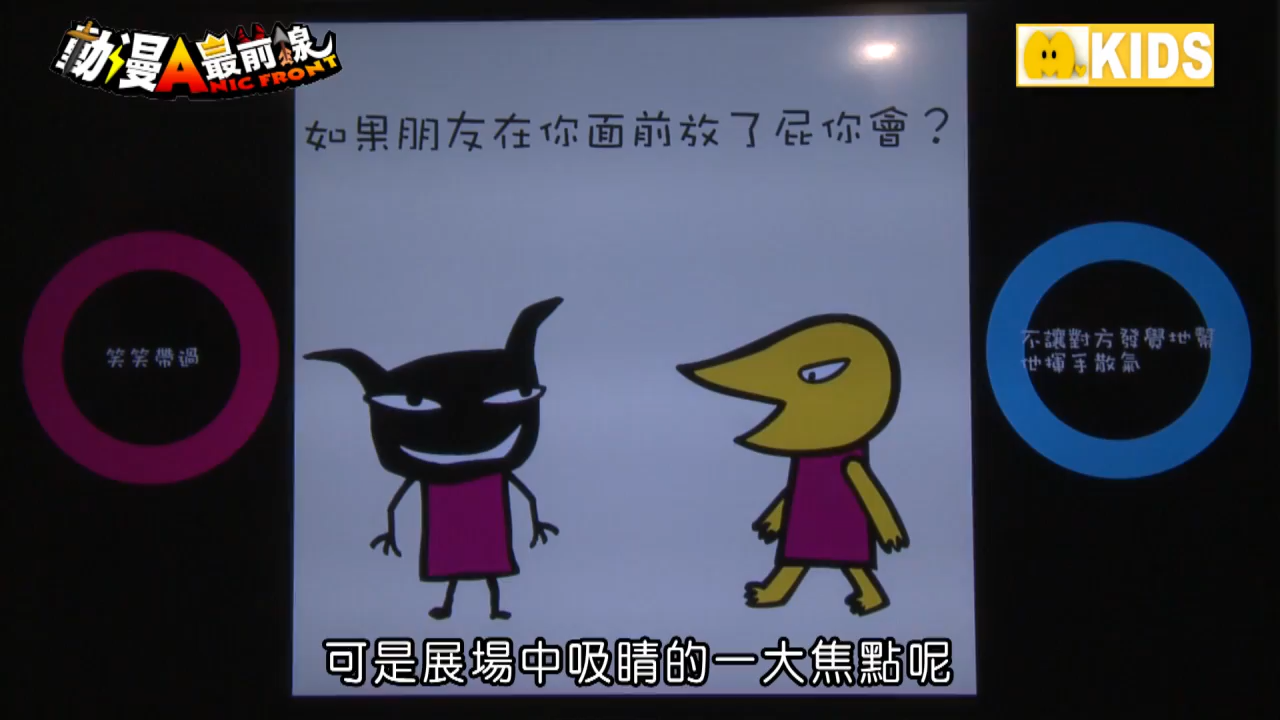 動漫A最前線
NIC FRONT
KIDS
如果朋友在你面前放了屁你會？
笑笑帶過
不讓對方發覺地幫
他揮手散氣
可是展場中吸睛的一大焦點呢